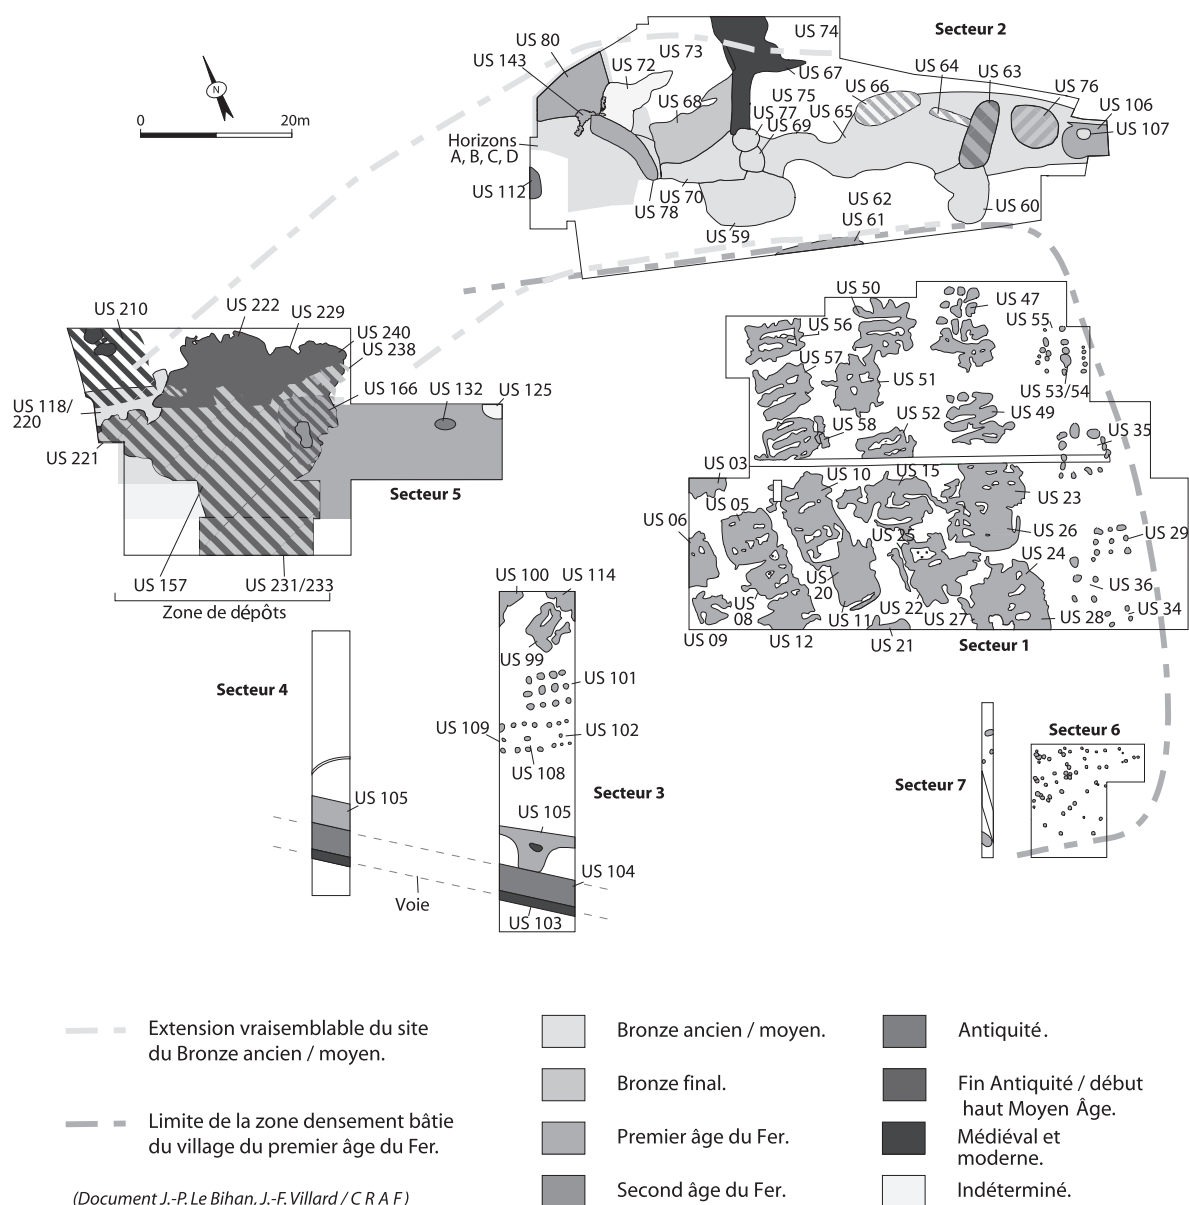 Secteur 2
US 80
US 143
US 72
US 73
US 74
US 67
US 68
US 75
US 77
US 69
US 65
US 66
US 64
US 63
US 76
US 106
US 107
Horizons
A, B, C, D
US 112
US 70
US 78
US 59
US 62
US 61
US 60
N
0 20m
US 210
US 222
US 229
US 240
US 238
US 166
US 132
US 125
US 118/
220
US 221
Secteur 5
US 157
US 231/233
Zone de dépôts
US 50
US 47
US 56
US 55
US 57
US 51
US 53/54
US 58
US 52
US 49
US 35
US 03
US 10
US 15
US 05
US 23
US 06
US 25
US 26
US 29
US 24
US
20
US 36
US
08
US 22
US 34
US 09
US 12
US 11
US 21
US 27
US 28
Secteur 1
US 100
US 114
US 99
US 101
US 109
US 102
US 108
Secteur 4
Secteur 3
US 105
US 105
US 104
US 103
Voie
Secteur 7
Secteur 6
Extension vraisemblable du site
du Bronze ancien / moyen.
Limite de la zone densement bâtie
du village du premier âge du Fer.
(Document J.-P. Le Bihan, J.-F. Villard / C R A F)
Bronze ancien / moyen.
Bronze final.
Premier âge du Fer.
Second âge du Fer.
Antiquité.
Fin Antiquité / début
haut Moyen Âge.
Médiéval et
moderne.
Indéterminé.